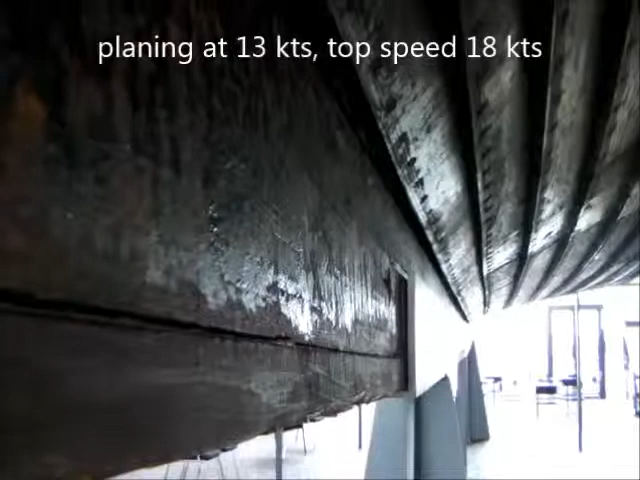 planing at 13 kts, top speed 18 kts